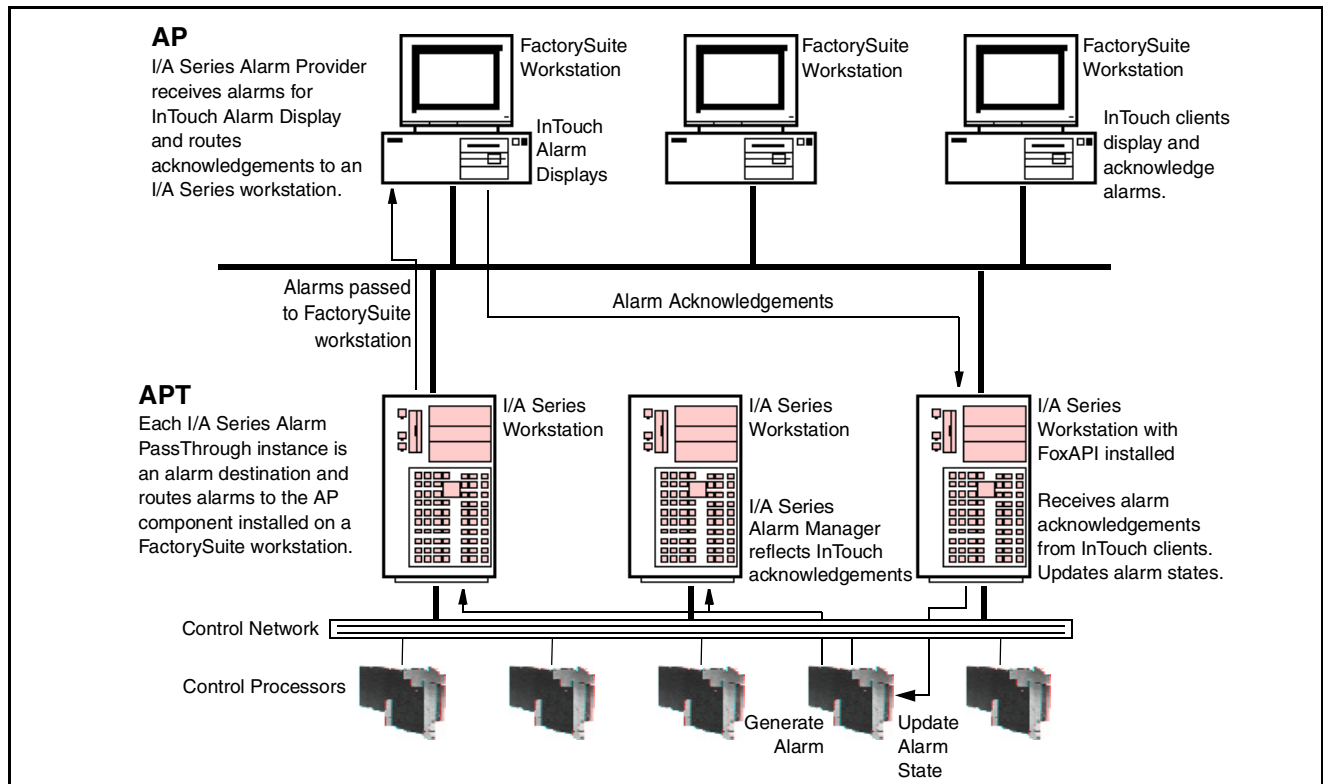 AP
I/A Series Alarm Provider
receives alarms for
InTouch Alarm Display
and routes
acknowledgements to an
I/A Series workstation.
FactorySuite
Workstation
InTouch
Alarm
Displays
FactorySuite
Workstation
FactorySuite
Workstation
InTouch clients
display and
acknowledge
alarms.
Alarms passed
to FactorySuite
workstation
Alarm Acknowledgements
APT
Each I/A Series Alarm
PassThrough instance is
an alarm destination and
routes alarms to the AP
component installed on a
FactorySuite workstation.
I/A Series
Workstation
I/A Series
Workstation
I/A Series
Alarm Manager
reflects InTouch
acknowledgements
I/A Series
Workstation with
FoxAPI installed
Receives alarm
acknowledgements
from InTouch clients.
Updates alarm states.
Control Network
Control Processors
Generate
Alarm
Update
Alarm
State